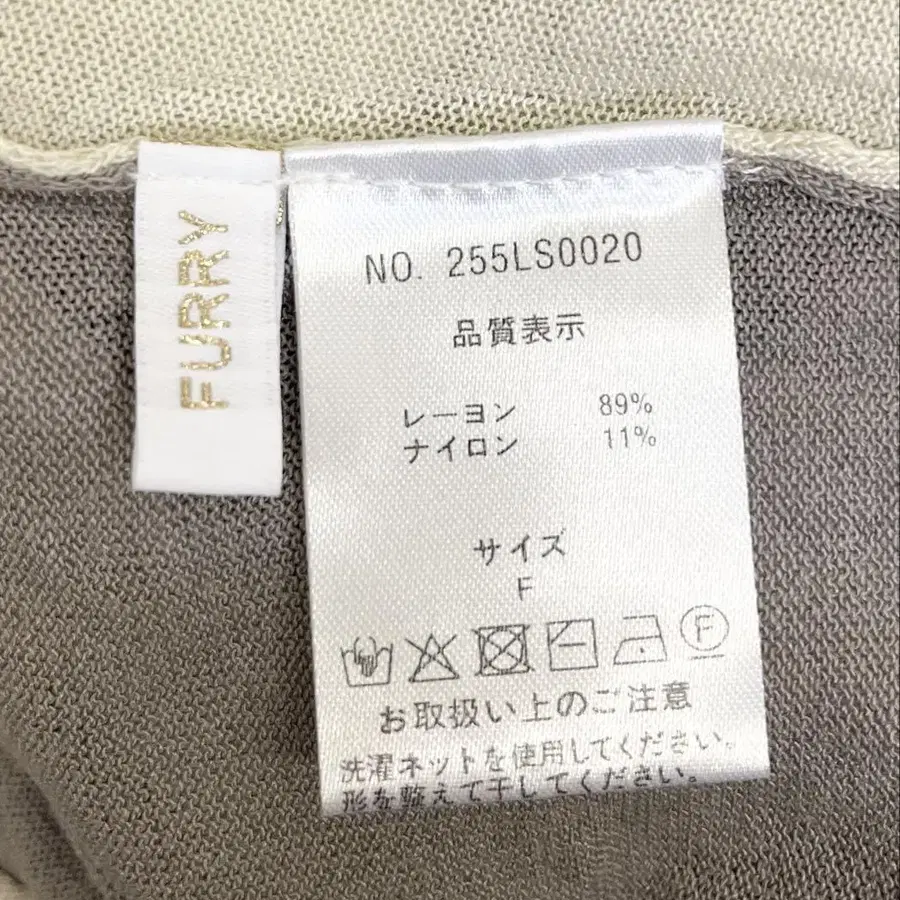 FURRY
NO. 255LS0020
品質表示
レーヨン 89%
ナイロン 11%
サイズ
F
F
お取扱い上のご注意
洗濯ネットを使用してください。
形を整えて干してください。